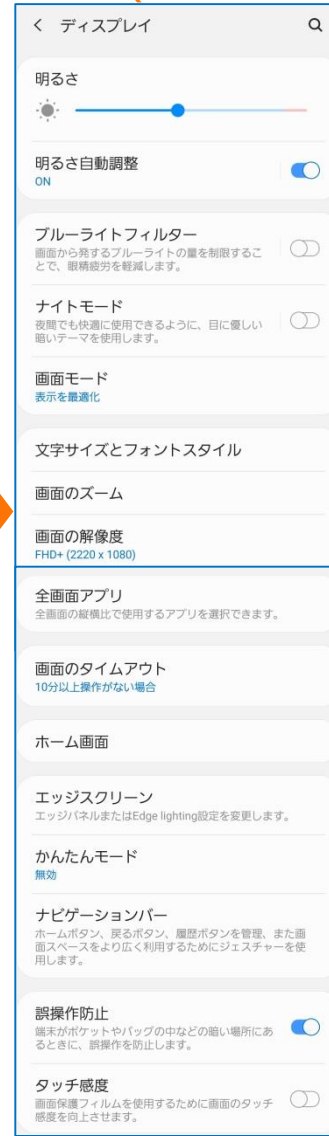 ディスプレイ
明るさ
明るさ自動調整
ON
ブルーライトフィルター
画面から発するブルーライトの量を制限するこ
とで、眼精疲労を軽減します。
ナイトモード
夜間でも快適に使用できるように、目に優しい
暗いテーマを使用します。
画面モード
表示を最適化
文字サイズとフォントスタイル
画面のズーム
画面の解像度
FHD+ (2220 x 1080)
全画面アプリ
全画面の縦横比で使用するアプリを選択できます。
画面のタイムアウト
10分以上操作がない場合
ホーム画面
エッジスクリーン
エッジパネルまたはEdge lighting設定を変更します。
かんたんモード
無効
ナビゲーションバー
ホームボタン、戻るボタン、履歴ボタンを管理、また画
面スペースをより広く利用するためにジェスチャーを使
用します。
誤操作防止
端末がポケットやバッグの中などの暗い場所にあ
るときに、誤操作を防止します。
タッチ感度
画面保護フィルムを使用するために画面のタッチ
感度を向上させます。